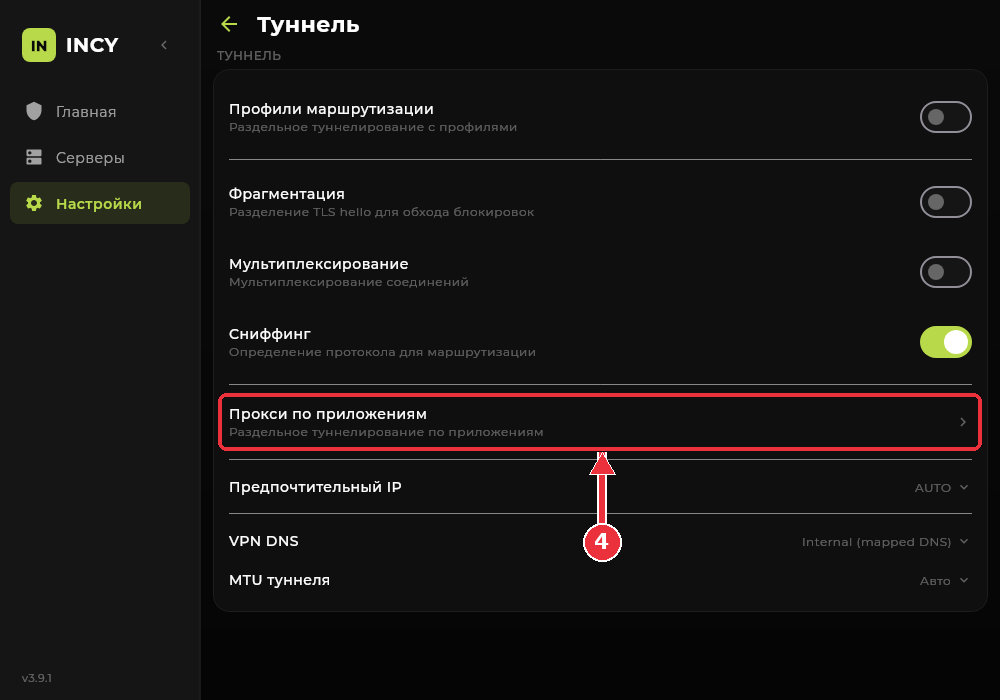 IN INCY
Главная
Серверы
Настройки
v3.9.1
Туннель
ТУННЕЛЬ
Профили маршрутизации
Раздельное туннелирование с профилями
Фрагментация
Разделение TLS hello для обхода блокировок
Мультиплексирование
Мультиплексирование соединений
Сниффинг
Определение протокола для маршрутизации
Прокси по приложениям
Раздельное туннелирование по приложениям
4
Предпочтительный IP AUTO
VPN DNS Internal (mapped DNS)
MTU туннеля Авто